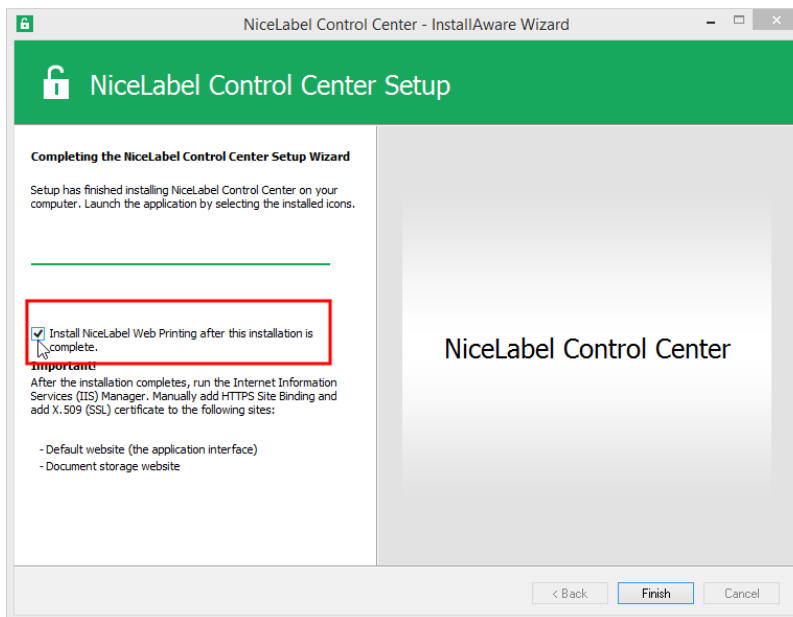 NiceLabel Control Center - InstallAware Wizard
NiceLabel Control Center Setup
Completing the NiceLabel Control Center Setup Wizard
Setup has finished installing NiceLabel Control Center on your
computer. Launch the application by selecting the installed icons.
Install NiceLabel Web Printing after this installation is
complete.
Important!
After the installation completes, run the Internet Information
Services (IIS) Manager. Manually add HTTPS Site Binding and
add X.509 (SSL) certificate to the following sites:
- Default website (the application interface)
- Document storage website
NiceLabel Control Center
< Back
Finish
Cancel